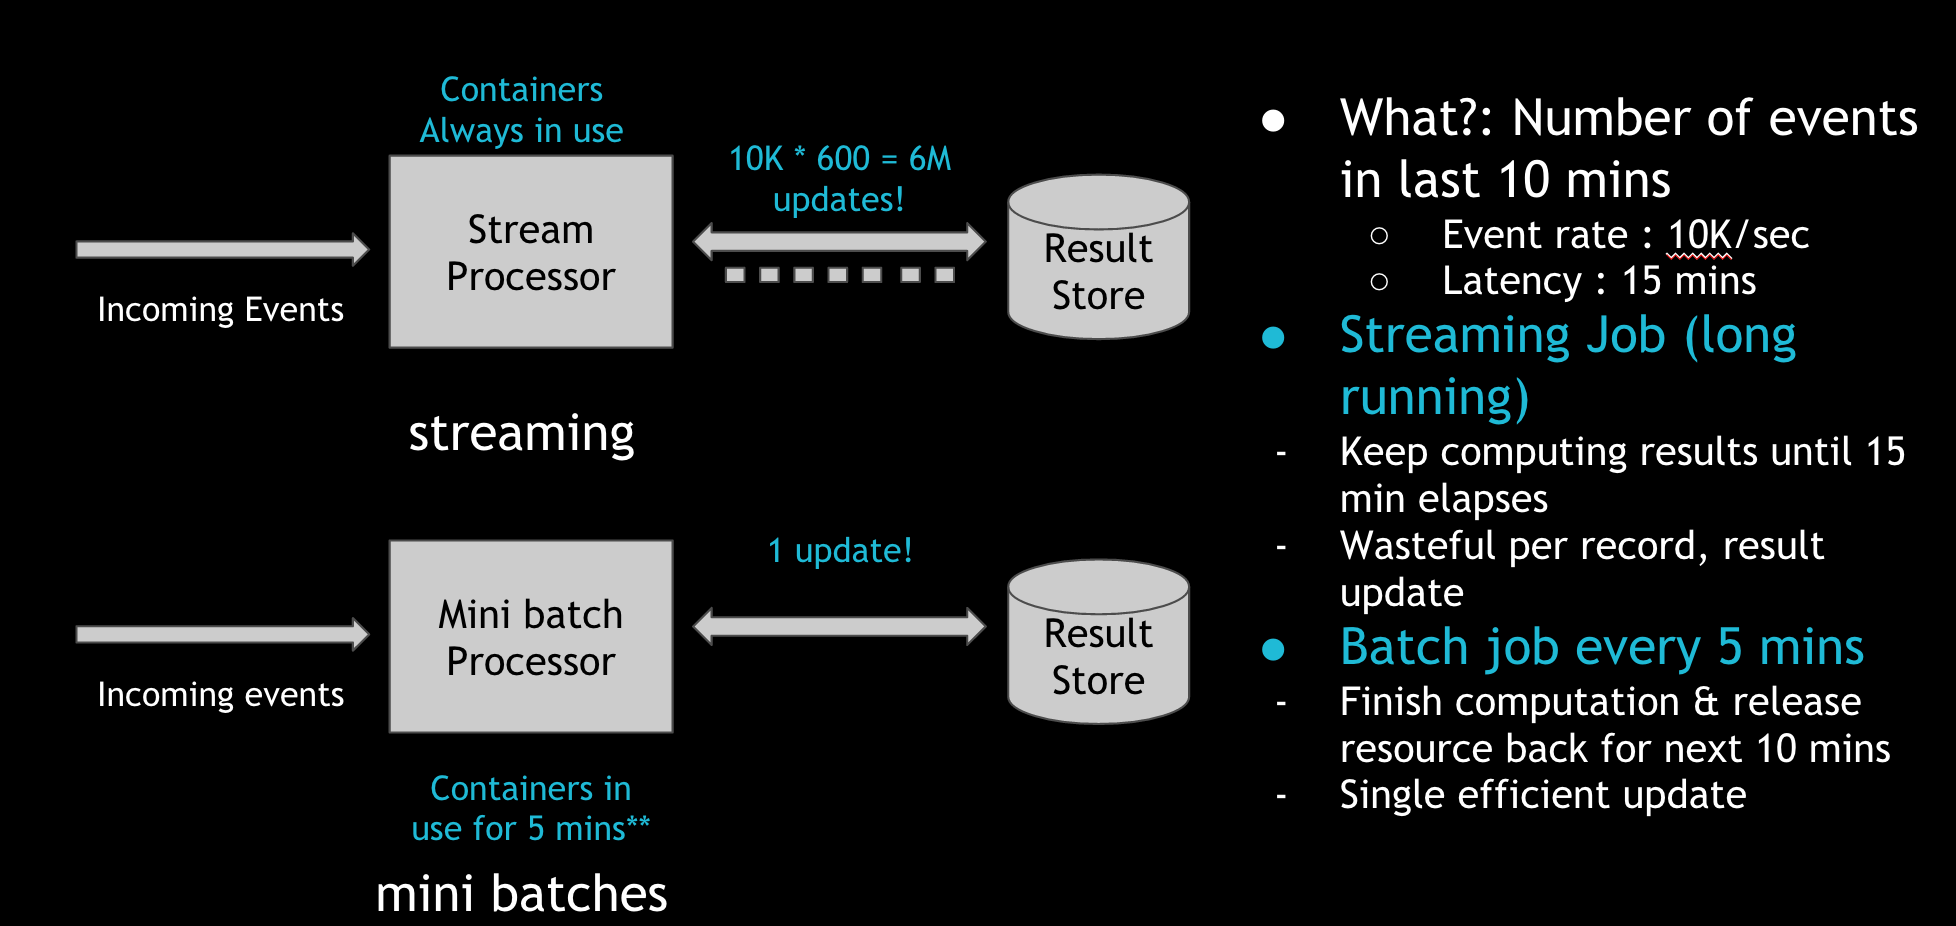 Containers
Always in use
10K * 600 = 6M
updates!
Stream
Processor
Result
Store
Incoming Events
streaming
1 update!
Mini batch
Processor
Result
Store
Incoming events
Containers in
use for 5 mins**
mini batches
● What?: Number of events
in last 10 mins
○ Event rate : 10K/sec
○ Latency : 15 mins
● Streaming Job (long
running)
- Keep computing results until 15
min elapses
- Wasteful per record, result
update
● Batch job every 5 mins
- Finish computation & release
resource back for next 10 mins
- Single efficient update